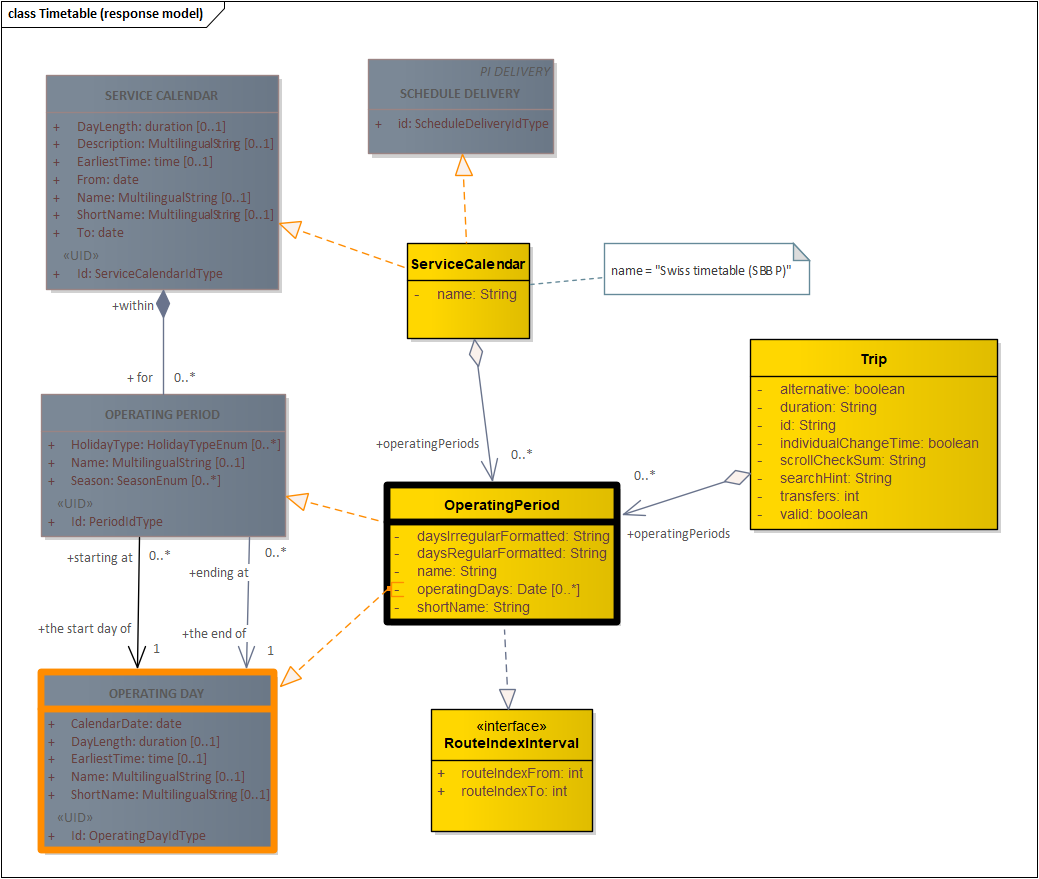 class Timetable (response model)
PI DELIVERY
SCHEDULE DELIVERY
+ id: ScheduleDeliveryIdType
SERVICE CALENDAR
+ DayLength: duration [0..1]
+ Description: MultilingualString [0..1]
+ EarliestTime: time [0..1]
+ From: date
+ Name: MultilingualString [0..1]
+ ShortName: MultilingualString [0..1]
+ To: date
«UID»
+ Id: ServiceCalendarIdType
ServiceCalendar
- name: String
name = "Swiss timetable (SBB P)"
+within
+ for
0..*
Trip
- alternative: boolean
- duration: String
- id: String
- individualChangeTime: boolean
- scrollCheckSum: String
- searchHint: String
- transfers: int
- valid: boolean
OPERATING PERIOD
+ HolidayType: HolidayTypeEnum [0..*]
+ Name: MultilingualString [0..1]
+ Season: SeasonEnum [0..*]
«UID»
+ Id: PeriodIdType
+operatingPeriods
0..*
0..*
+operatingPeriods
OperatingPeriod
- daysIrregularFormatted: String
- daysRegularFormatted: String
- name: String
- operatingDays: Date [0..*]
- shortName: String
+starting at
0..*
0..*
+ending at
+the start day of
1
+the end of
1
OPERATING DAY
+ CalendarDate: date
+ DayLength: duration [0..1]
+ EarliestTime: time [0..1]
+ Name: MultilingualString [0..1]
+ ShortName: MultilingualString [0..1]
«UID»
+ Id: OperatingDayIdType
«interface»
RouteIndexInterval
+ routeIndexFrom: int
+ routeIndexTo: int